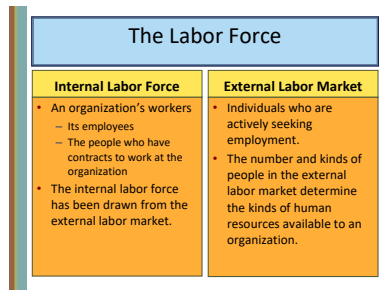 The Labor Force
Internal Labor Force
• An organization's workers
– Its employees
– The people who have
contracts to work at the
organization
• The internal labor force
has been drawn from the
external labor market.
External Labor Market
• Individuals who are
actively seeking
employment.
• The number and kinds of
people in the external
labor market determine
the kinds of human
resources available to an
organization.